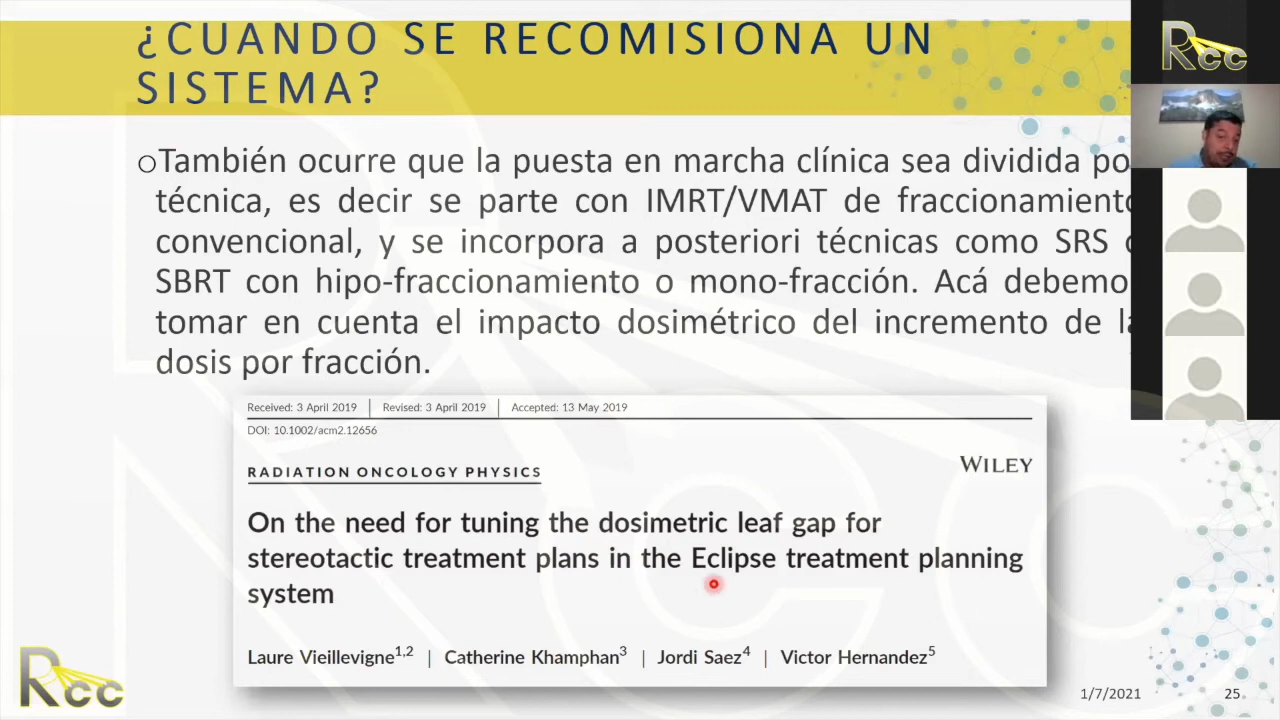 ¿CUANDO SE RECOMISIONA UN
SISTEMA?
Rcc
oTambién ocurre que la puesta en marcha clínica sea dividida po
técnica, es decir se parte con IMRT/VMAT de fraccionamiento
convencional, y se incorpora a posteriori técnicas como SRS
SBRT con hipo-fraccionamiento o mono-fracción. Acá debemo
tomar en cuenta el impacto dosimétrico del incremento de la
dosis por fracción.
Received: 3 April 2019 | Revised: 3 April 2019 | Accepted: 13 May 2019
DOI: 10.1002/acm2.12656
RADIATION ONCOLOGY PHYSICS
WILEY
On the need for tuning the dosimetric leaf gap for
stereotactic treatment plans in the Eclipse treatment planning
system
Laure Vieillevigne1,2 | Catherine Khamphan3 | Jordi Saez4 | Victor Hernandez5
Rcc
1/7/2021 25